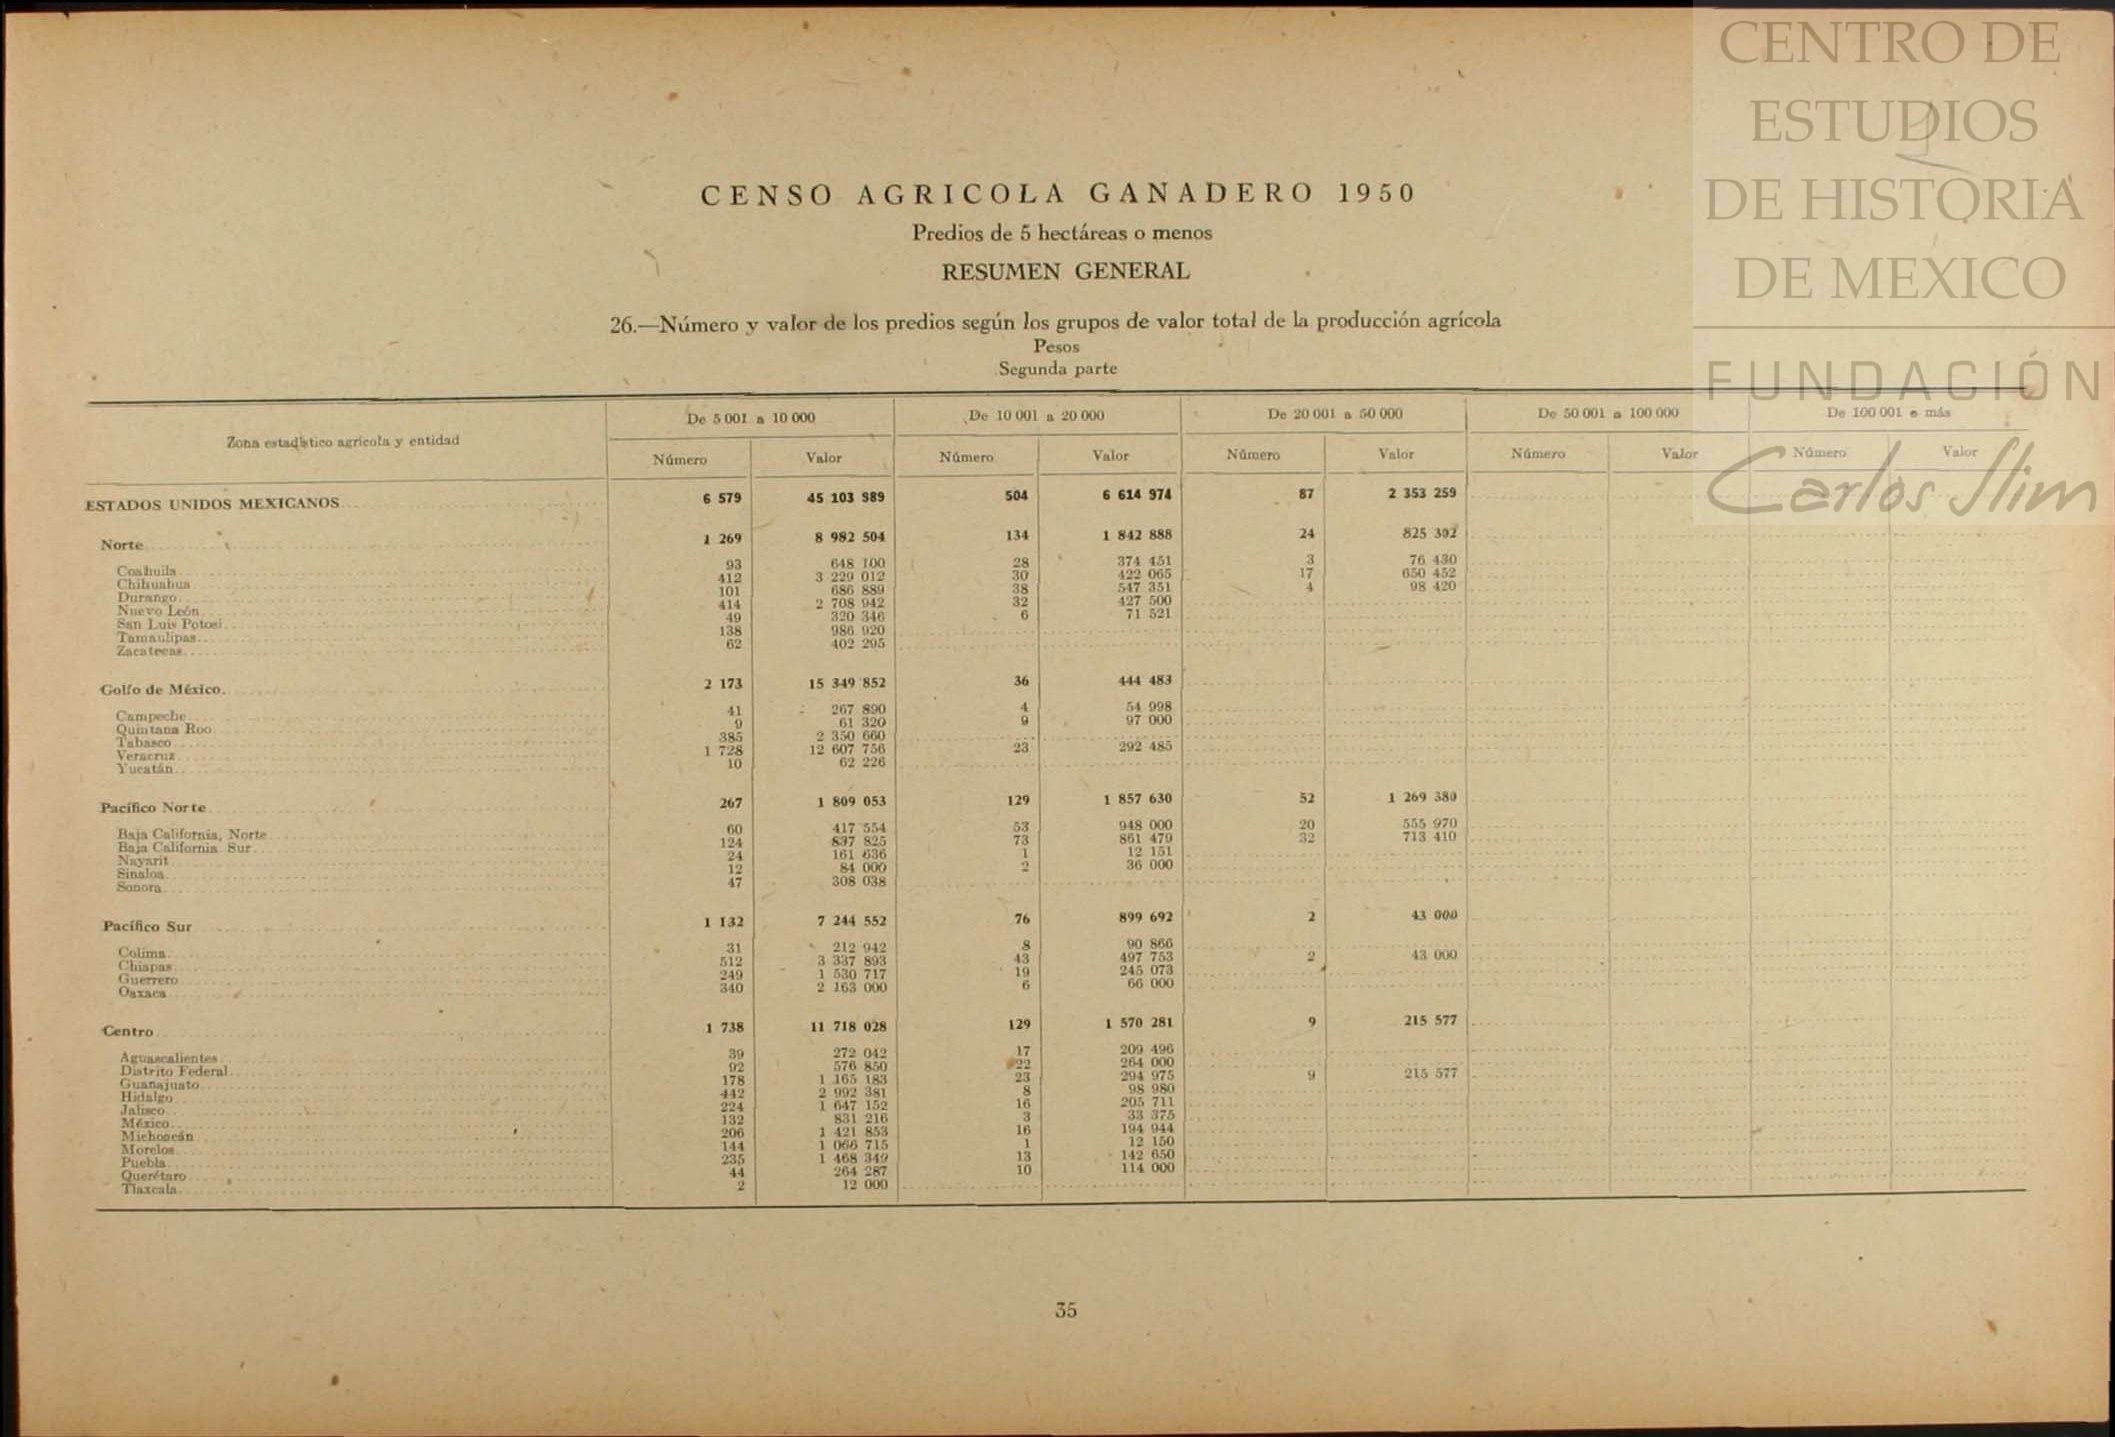 CENTRO DE
ESTUDIOS
DE HISTORIA
DE MEXICO
FUNDACIÓN
Carlos Slim
CENSO AGRICOLA GANADERO 1950
Predios de 5 hectáreas o menos
RESUMEN GENERAL
26.—Número y valor de los predios según los grupos de valor total de la producción agrícola
Pesos
Segunda parte
Zona estadístico agrícola y entidad De 5 001 a 10 000 De 10 001 a 20 000 De 20 001 a 50 000 De 50 001 a 100 000 De 100 001 o más
Número Valor Número Valor Número Valor Número Valor Número Valor
ESTADOS UNIDOS MEXICANOS 6 579 45 103 989 504 6 614 974 87 2 353 259
Norte 1 269 8 982 504 134 1 842 888 24 825 302
Coahuila 93 648 100 28 374 451 3 76 430
Chihuahua 412 3 229 012 30 422 065 17 650 452
Durango 101 686 889 38 547 351 4 98 420
Nuevo León 414 2 708 942 32 427 500
San Luis Potosí 49 320 346 6 71 521
Tamaulipas 138 986 920
Zacatecas 62 402 295
Golfo de México 2 173 15 349 852 36 444 483
Campeche 41 267 890 4 54 998
Quintana Roo 9 61 320 9 97 000
Tabasco 385 2 350 660
Veracruz 1 728 12 607 756 23 292 485
Yucatán 10 62 226
Pacífico Norte 267 1 809 053 129 1 857 630 52 1 269 380
Baja California, Norte 60 417 554 53 948 000 20 555 970
Baja California Sur 124 837 825 73 861 479 32 713 410
Nayarit 24 161 636 1 12 151
Sinaloa 12 84 000 2 36 000
Sonora 47 308 038
Pacífico Sur 1 132 7 244 552 76 899 692 2 43 000
Colima 31 212 942 8 90 866
Chiapas 512 3 337 893 43 497 753 2 43 000
Guerrero 249 1 530 717 19 245 073
Oaxaca 340 2 163 000 6 66 000
Centro 1 738 11 718 028 129 1 570 281 9 215 577
Aguascalientes 39 272 042 17 209 496
Distrito Federal 92 576 850 22 264 000
Guanajuato 178 1 165 183 23 294 975 9 215 577
Hidalgo 442 2 992 381 8 98 980
Jalisco 224 1 647 152 16 205 711
México 132 831 216 3 33 375
Michoacán 206 1 421 853 16 194 944
Morelos 144 1 066 715 1 12 150
Puebla 235 1 468 349 13 142 650
Querétaro 44 264 287 10 114 000
Tlaxcala 2 12 000
35